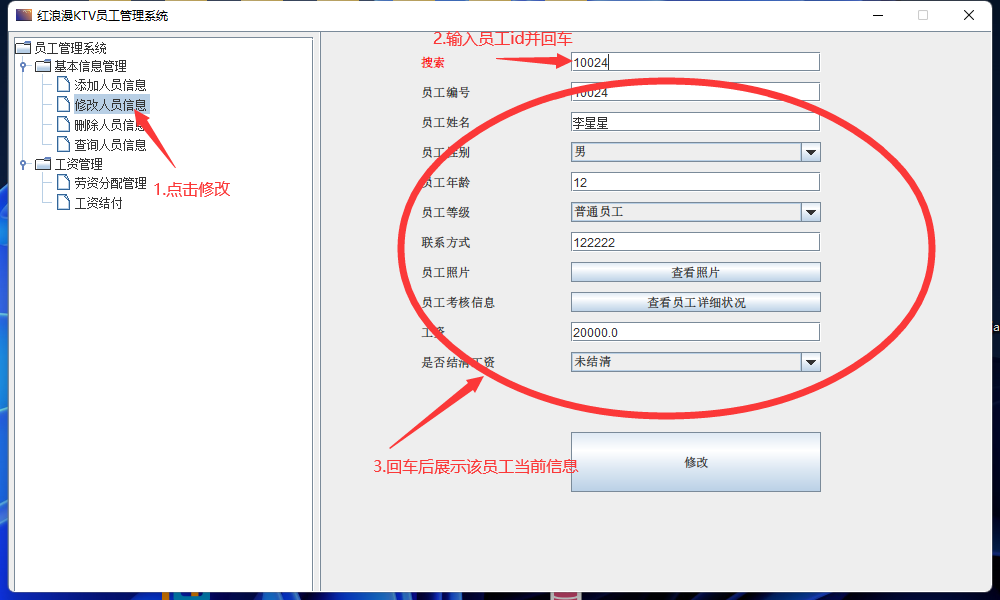 红浪漫KTV员工管理系统
员工管理系统
基本信息管理
添加人员信息
修改人员信息
删除人员信息
查询人员信息
工资管理
劳资分配管理
工资结付
1.点击修改
2.输入员工id并回车
搜索 10024
员工编号 10024
员工姓名 李星星
员工性别 男
员工年龄 12
员工等级 普通员工
联系方式 122222
员工照片 查看照片
员工考核信息 查看员工详细状况
工资 20000.0
是否结清工资 未结清
3.回车后展示该员工当前信息
修改
a